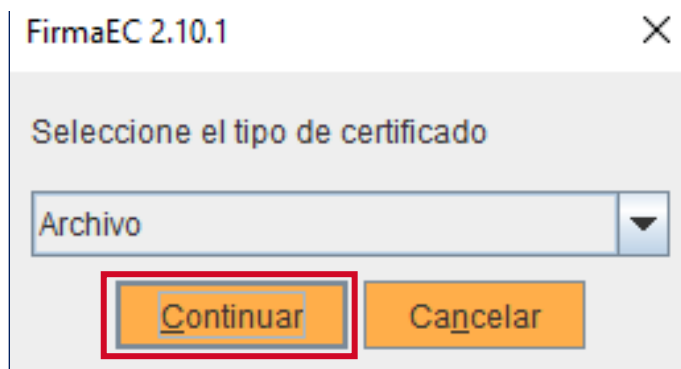 FirmaEC 2.10.1
Seleccione el tipo de certificado
Archivo
Continuar Cancelar